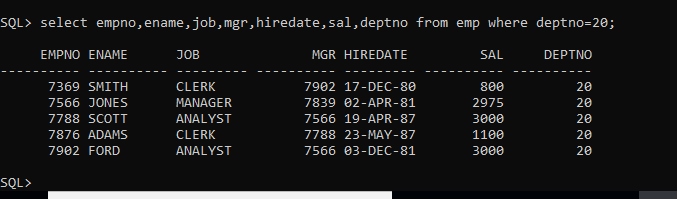 SQL> select empno,ename,job,mgr,hiredate,sal,deptno from emp where deptno=20;
     EMPNO ENAME      JOB              MGR HIREDATE         SAL     DEPTNO
---------- ---------- --------- ---------- --------- ---------- ----------
      7369 SMITH      CLERK           7902 17-DEC-80        800         20
      7566 JONES      MANAGER         7839 02-APR-81       2975         20
      7788 SCOTT      ANALYST         7566 19-APR-87       3000         20
      7876 ADAMS      CLERK           7788 23-MAY-87       1100         20
      7902 FORD       ANALYST         7566 03-DEC-81       3000         20
SQL>